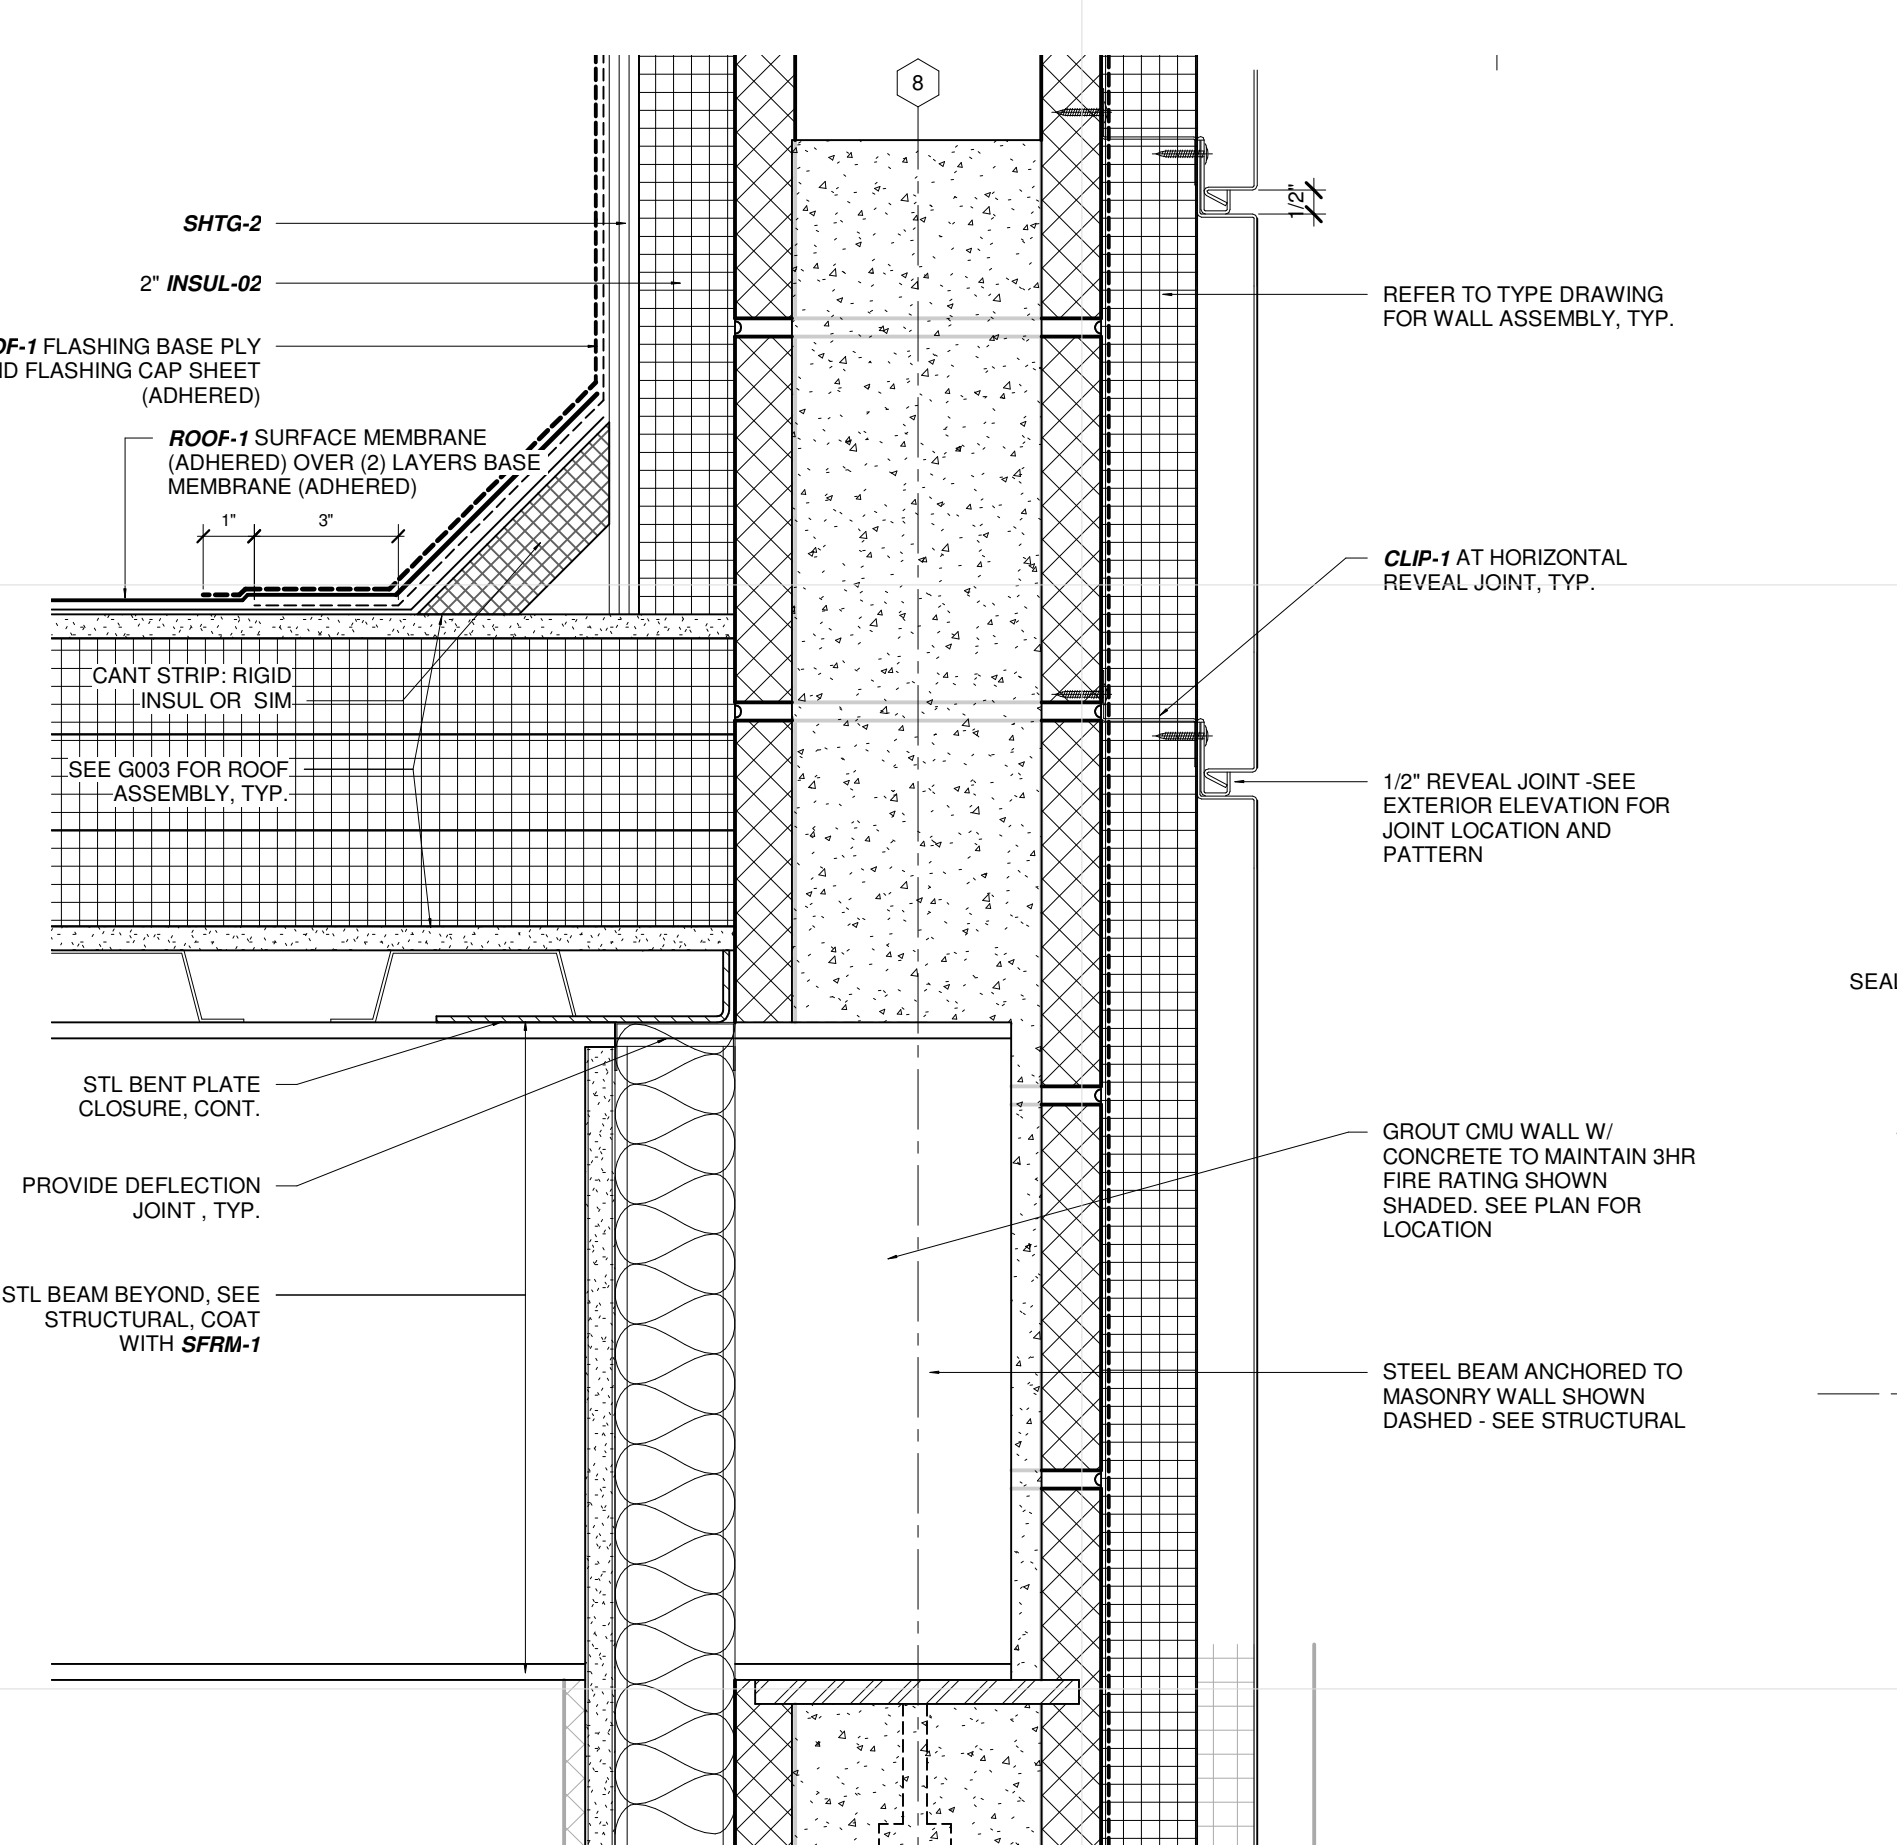 8
SHTG-2
2" INSUL-02
OF-1 FLASHING BASE PLY
ND FLASHING CAP SHEET
(ADHERED)
ROOF-1 SURFACE MEMBRANE
(ADHERED) OVER (2) LAYERS BASE
MEMBRANE (ADHERED)
1" 3"
CANT STRIP: RIGID
INSUL OR SIM
SEE G003 FOR ROOF
ASSEMBLY, TYP.
STL BENT PLATE
CLOSURE, CONT.
PROVIDE DEFLECTION
JOINT , TYP.
STL BEAM BEYOND, SEE
STRUCTURAL, COAT
WITH SFRM-1
1/2"
REFER TO TYPE DRAWING
FOR WALL ASSEMBLY, TYP.
CLIP-1 AT HORIZONTAL
REVEAL JOINT, TYP.
1/2" REVEAL JOINT -SEE
EXTERIOR ELEVATION FOR
JOINT LOCATION AND
PATTERN
GROUT CMU WALL W/
CONCRETE TO MAINTAIN 3HR
FIRE RATING SHOWN
SHADED. SEE PLAN FOR
LOCATION
STEEL BEAM ANCHORED TO
MASONRY WALL SHOWN
DASHED - SEE STRUCTURAL
SEAL